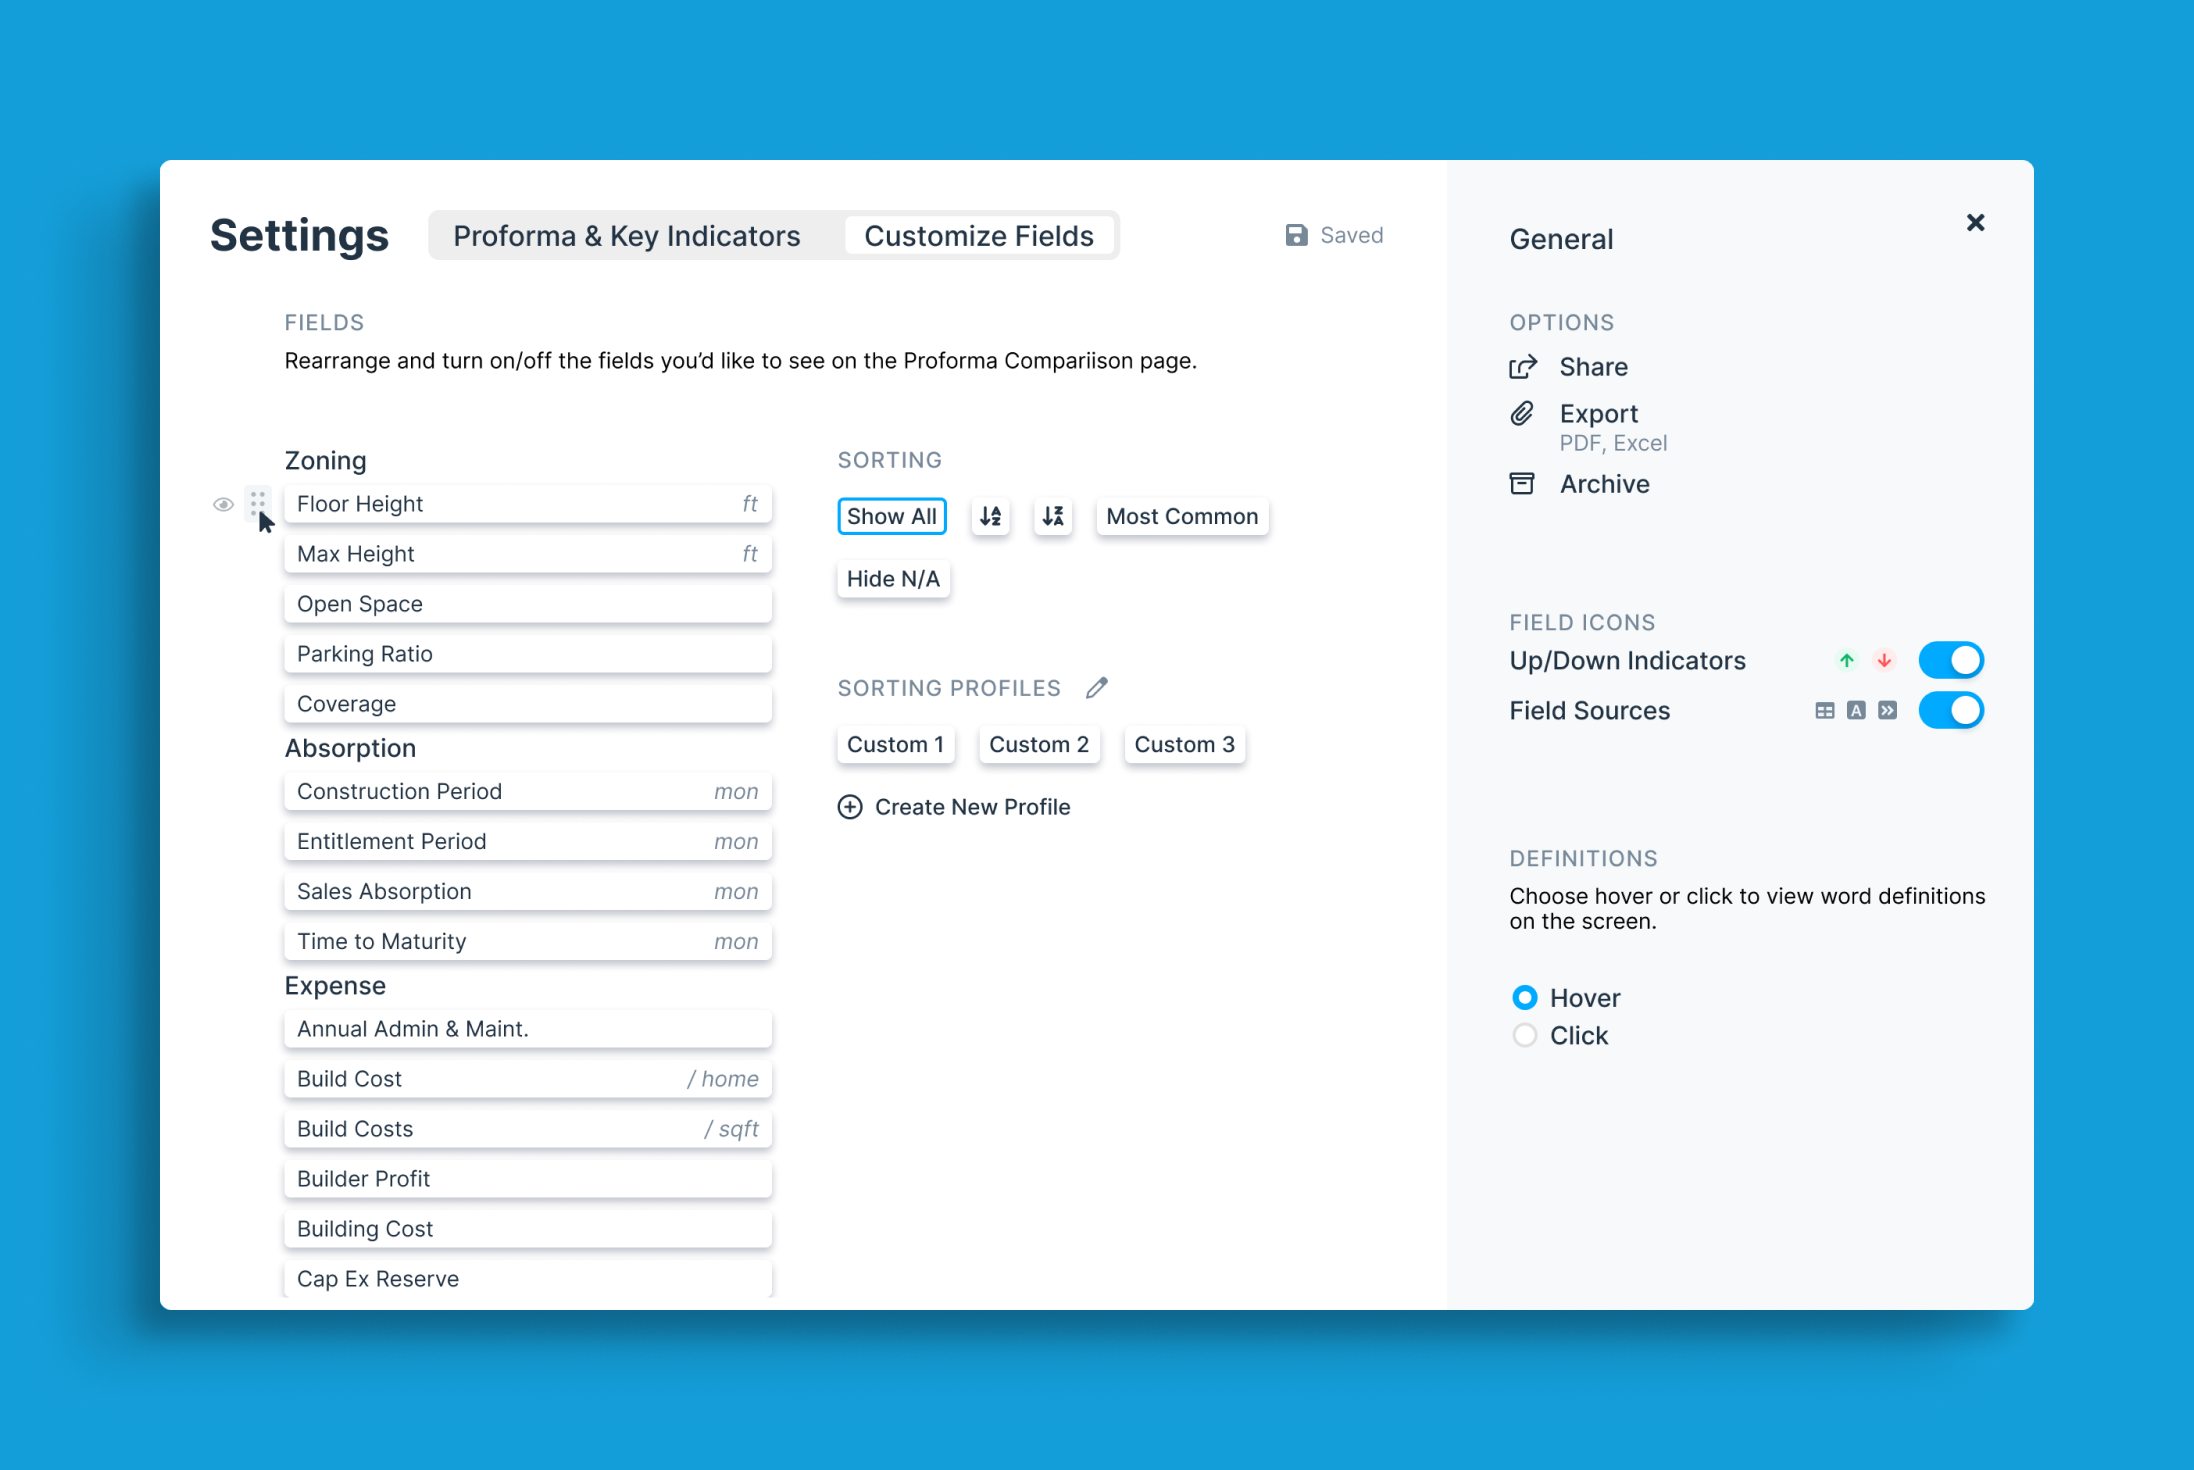 Settings
Proforma & Key Indicators
Customize Fields
Saved
FIELDS
Rearrange and turn on/off the fields you'd like to see on the Proforma Compariison page.
Zoning
Floor Height ft
Max Height ft
Open Space
Parking Ratio
Coverage
Absorption
Construction Period mon
Entitlement Period mon
Sales Absorption mon
Time to Maturity mon
Expense
Annual Admin & Maint.
Build Cost / home
Build Costs / sqft
Builder Profit
Building Cost
Cap Ex Reserve
SORTING
Show All
A
Z
Z
A
Most Common
Hide N/A
SORTING PROFILES
Custom 1
Custom 2
Custom 3
Create New Profile
General
OPTIONS
Share
Export
PDF, Excel
Archive
FIELD ICONS
Up/Down Indicators
Field Sources
A
DEFINITIONS
Choose hover or click to view word definitions
on the screen.
Hover
Click